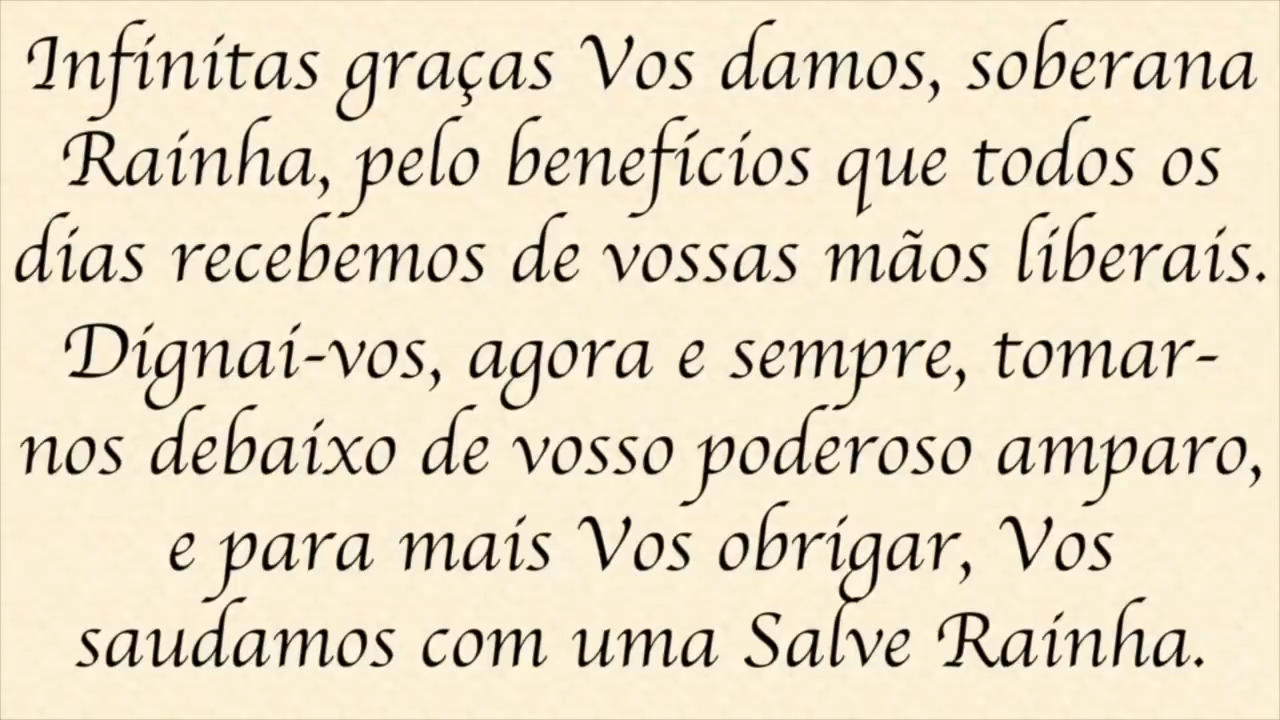 Infinitas graças Vos damos, soberana
Rainha, pelo benefícios que todos os
dias recebemos de vossas mãos liberais.
Dignai-vos, agora e sempre, tomar-
nos debaixo de vosso poderoso amparo,
e para mais Vos obrigar, Vos
saudamos com uma Salve Rainha.